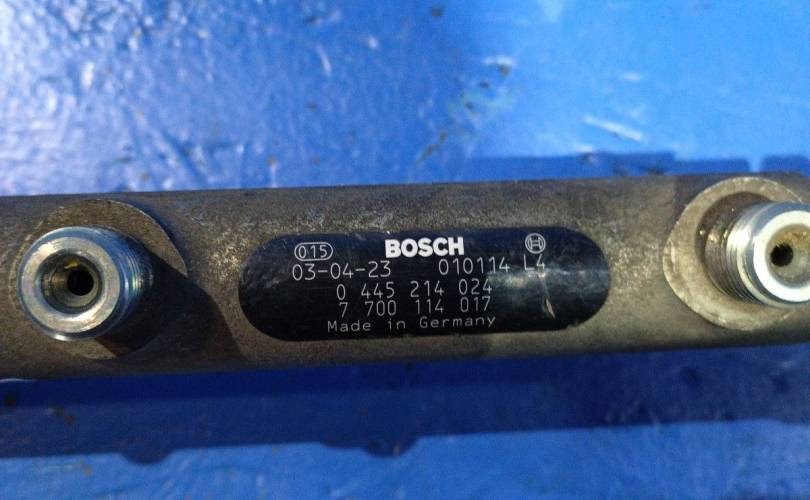 015 BOSCH
03-04-23 010114 L4
0 445 214 024
7 700 114 017
Made in Germany